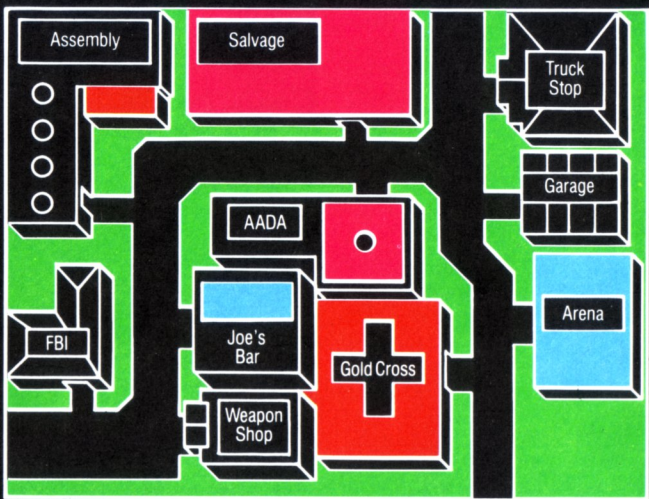 Assembly
Salvage
Truck
Stop
Garage
AADA
Arena
FBI
Joe's
Bar
Gold Cross
Weapon
Shop